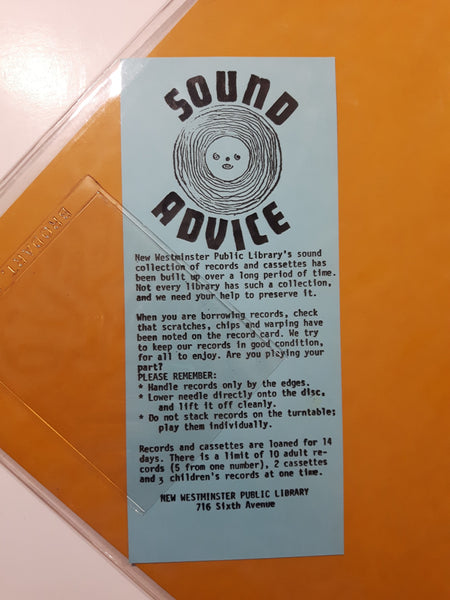 SOUND
ADVICE
BRODART
New Westminster Public Library's sound
collection of records and cassettes has
been built up over a long period of time.
Not every library has such a collection,
and we need your help to preserve it.
When you are borrowing records, check
that scratches, chips and warping have
been noted on the record card. We try
to keep our records in good condition,
for all to enjoy. Are you playing your
part?
PLEASE REMEMBER:
* Handle records only by the edges.
* Lower needle directly onto the disc,
and lift it off cleanly.
* Do not stack records on the turntable;
play them individually.
Records and cassettes are loaned for 14
days. There is a limit of 10 adult re-
cords (5 from one number), 2 cassettes
and 3 children's records at one time.
NEW WESTMINSTER PUBLIC LIBRARY
716 Sixth Avenue